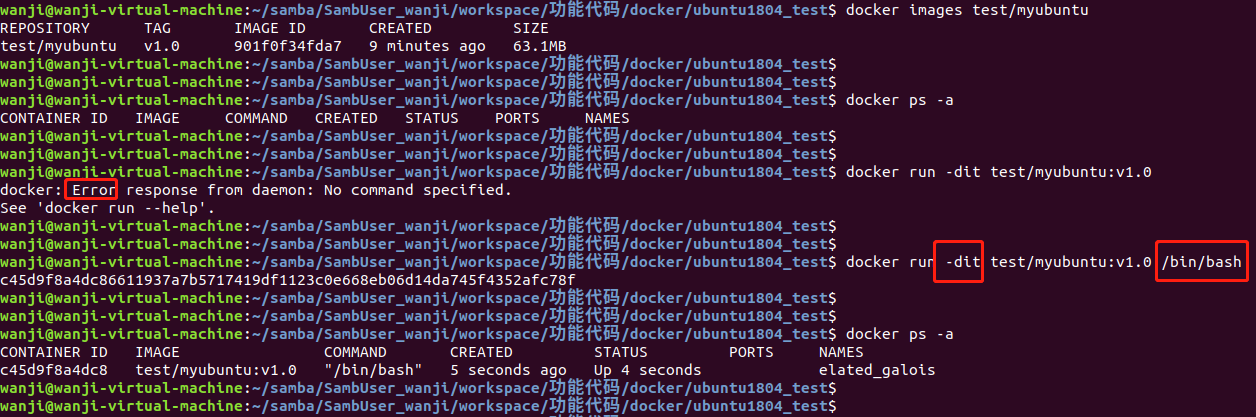 wanji@wanji-virtual-machine:~/samba/SambUser_wanji/workspace/功能代码/docker/ubuntu1804_test$ docker images test/myubuntu
REPOSITORY      TAG       IMAGE ID       CREATED         SIZE
test/myubuntu   v1.0      901f0f34fda7   9 minutes ago   63.1MB
wanji@wanji-virtual-machine:~/samba/SambUser_wanji/workspace/功能代码/docker/ubuntu1804_test$
wanji@wanji-virtual-machine:~/samba/SambUser_wanji/workspace/功能代码/docker/ubuntu1804_test$
wanji@wanji-virtual-machine:~/samba/SambUser_wanji/workspace/功能代码/docker/ubuntu1804_test$ docker ps -a
CONTAINER ID   IMAGE     COMMAND   CREATED   STATUS    PORTS     NAMES
wanji@wanji-virtual-machine:~/samba/SambUser_wanji/workspace/功能代码/docker/ubuntu1804_test$
wanji@wanji-virtual-machine:~/samba/SambUser_wanji/workspace/功能代码/docker/ubuntu1804_test$
wanji@wanji-virtual-machine:~/samba/SambUser_wanji/workspace/功能代码/docker/ubuntu1804_test$ docker run -dit test/myubuntu:v1.0
docker: Error response from daemon: No command specified.
See 'docker run --help'.
wanji@wanji-virtual-machine:~/samba/SambUser_wanji/workspace/功能代码/docker/ubuntu1804_test$
wanji@wanji-virtual-machine:~/samba/SambUser_wanji/workspace/功能代码/docker/ubuntu1804_test$
wanji@wanji-virtual-machine:~/samba/SambUser_wanji/workspace/功能代码/docker/ubuntu1804_test$ docker run -dit test/myubuntu:v1.0 /bin/bash
c45d9f8a4dc86611937a7b5717419df1123c0e668eb06d14da745f4352afc78f
wanji@wanji-virtual-machine:~/samba/SambUser_wanji/workspace/功能代码/docker/ubuntu1804_test$
wanji@wanji-virtual-machine:~/samba/SambUser_wanji/workspace/功能代码/docker/ubuntu1804_test$
wanji@wanji-virtual-machine:~/samba/SambUser_wanji/workspace/功能代码/docker/ubuntu1804_test$ docker ps -a
CONTAINER ID   IMAGE                COMMAND       CREATED         STATUS         PORTS     NAMES
c45d9f8a4dc8   test/myubuntu:v1.0   "/bin/bash"   5 seconds ago   Up 4 seconds             elated_galois
wanji@wanji-virtual-machine:~/samba/SambUser_wanji/workspace/功能代码/docker/ubuntu1804_test$
wanji@wanji-virtual-machine:~/samba/SambUser_wanji/workspace/功能代码/docker/ubuntu1804_test$